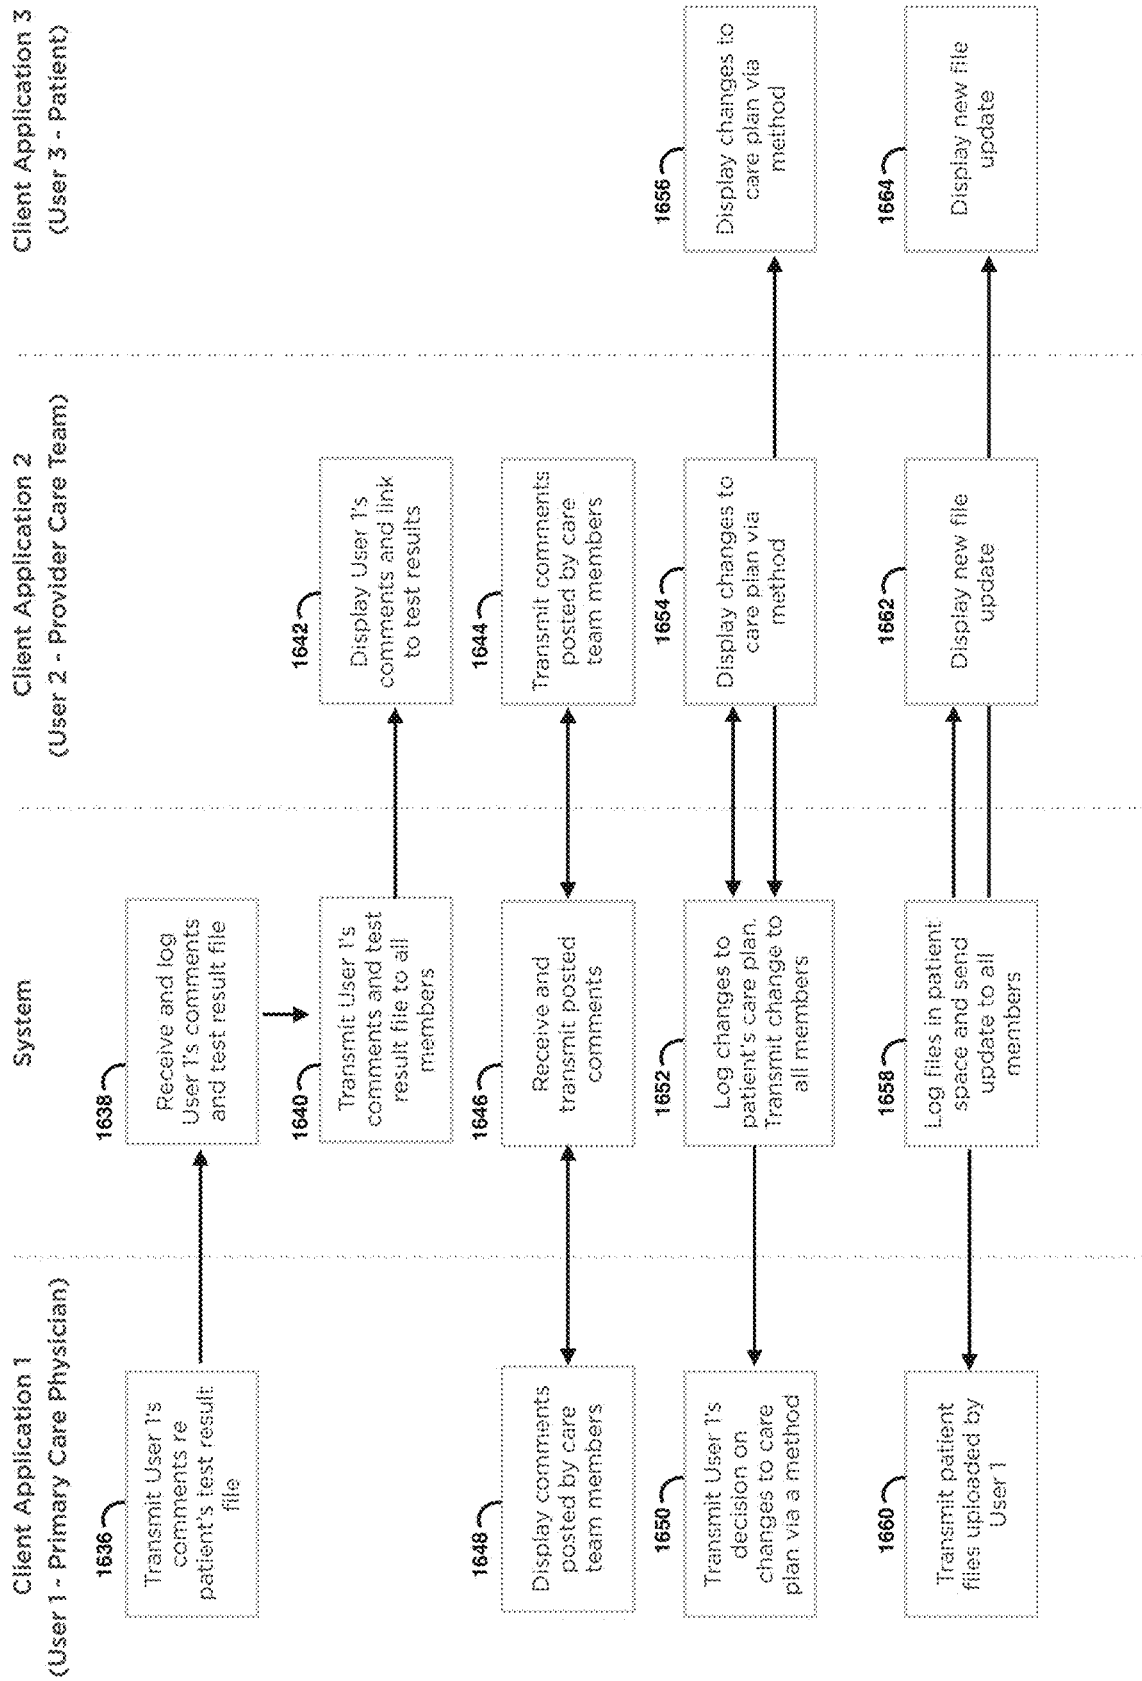 Client Application 1
(User 1 - Primary Care Physician)
System
Client Application 2
(User 2 - Provider Care Team)
Client Application 3
(User 3 - Patient)
1636
Transmit User 1's
comments re
patient's test result
file
1638
Receive and log
User 1's comments
and test result file
1640
Transmit User 1's
comments and test
result file to all
members
1642
Display User 1's
comments and link
to test results
1648
Display comments
posted by care
team members
1646
Receive and
transmit posted
comments
1644
Transmit comments
posted by care
team members
1650
Transmit User 1's
decision on
changes to care
plan via a method
1652
Log changes to
patient's care plan.
Transmit change to
all members
1654
Display changes to
care plan via
method
1656
Display changes to
care plan via
method
1660
Transmit patient
files uploaded by
User 1
1658
Log files in patient
space and send
update to all
members
1662
Display new file
update
1664
Display new file
update